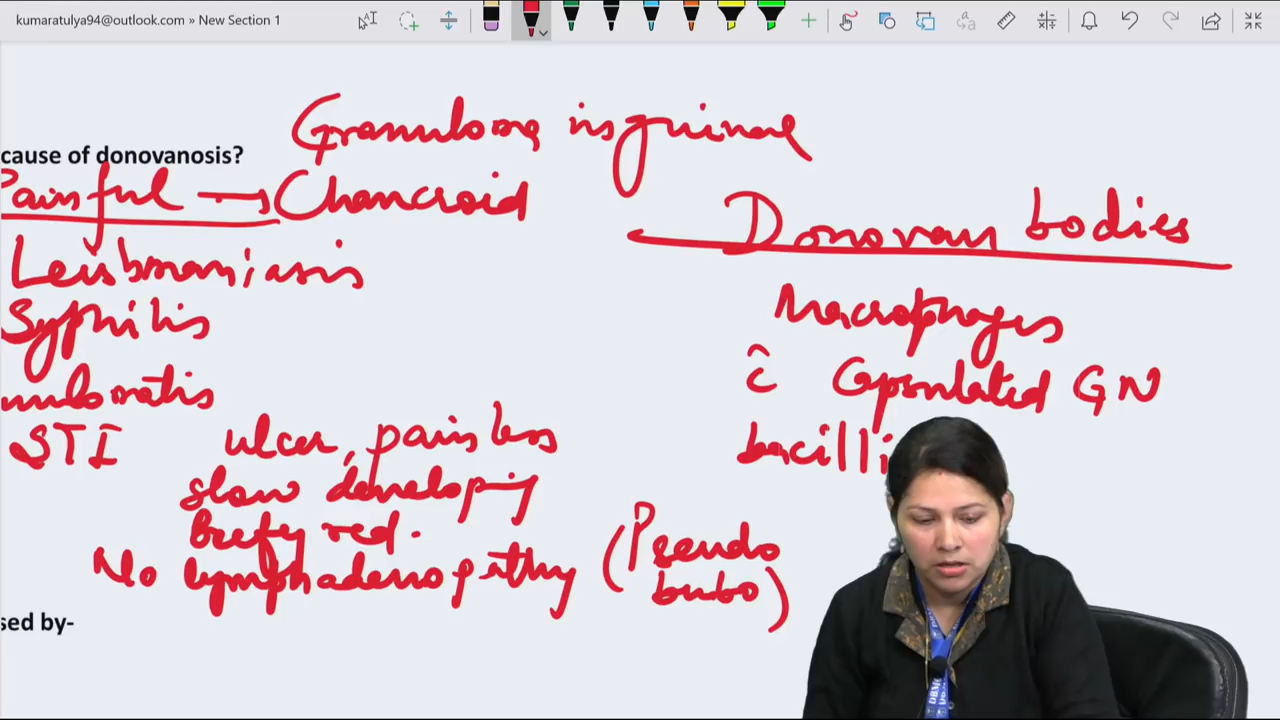 kumaratulya94@outlook.com » New Section 1
Granuloma inguinale
cause of donovanosis?
Painful → Chancroid
Donovan bodies
Leishmaniasis
Macrophages
Syphilis
c̄ Capsulated GN
nulomatis
bacilli
STI ulcer, painless
slow developing
beefy red.
No lymphadenopathy (Pseudo
bubo)
sed by-